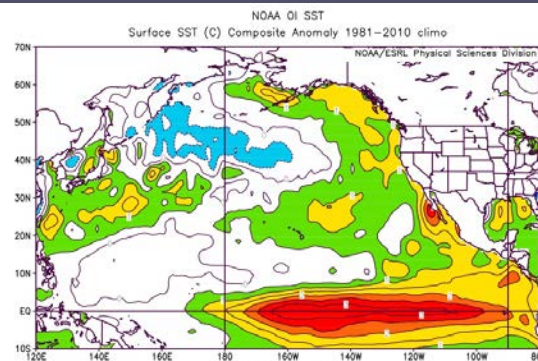 NOAA OI SST
Surface SST (C) Composite Anomaly 1981-2010 climo
NOAA/ESRL Physical Sciences Division
70N
60N
50N
40N
30N
20N
10N
EQ
10S
120E
140E
160E
180
160W
140W
120W
100W